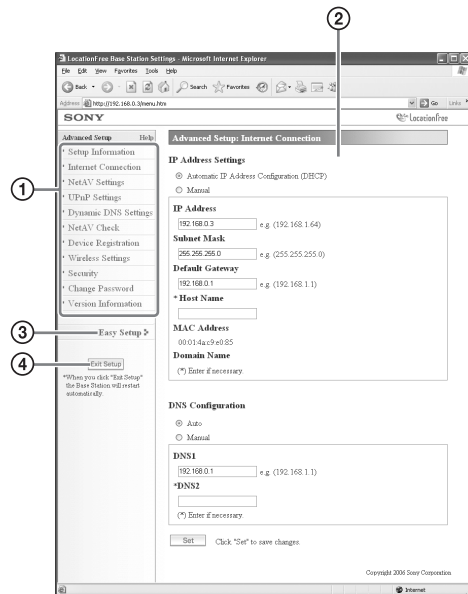 ②
LocationFree Base Station Settings - Microsoft Internet Explorer
File Edit View Favorites Tools Help
Back Search Favorites
Address http://192.168.0.3/menu.htm Go Links
SONY LocationFree
Advanced Setup Help
Setup Information
Internet Connection
NetAV Settings
UPnP Settings
Dynamic DNS Settings
NetAV Check
Device Registration
Wireless Settings
Security
Change Password
Version Information
①
③
Easy Setup
④
Exit Setup
*When you click "Exit Setup"
the Base Station will restart
automatically.
Advanced Setup: Internet Connection
IP Address Settings
Automatic IP Address Configuration (DHCP)
Manual
IP Address
192.168.0.3 e.g. (192.168.1.64)
Subnet Mask
255.255.255.0 e.g. (255.255.255.0)
Default Gateway
192.168.0.1 e.g. (192.168.1.1)
* Host Name
MAC Address
00:01:4a:c9:e0:85
Domain Name
(*) Enter if necessary.
DNS Configuration
Auto
Manual
DNS1
192.168.0.1 e.g. (192.168.1.1)
*DNS2
(*) Enter if necessary.
Set Click "Set" to save changes.
Copyright 2006 Sony Corporation
Internet